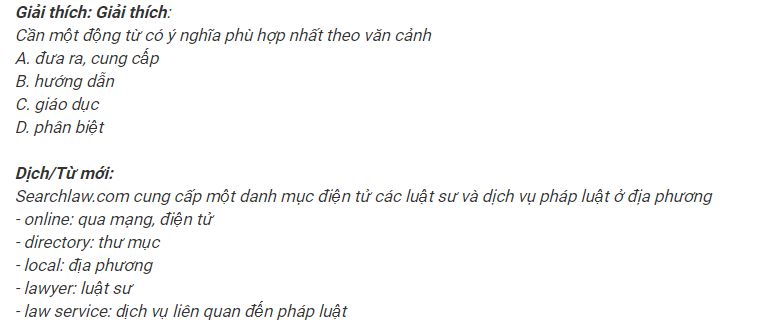 Giải thích: Giải thích:
Cần một động từ có ý nghĩa phù hợp nhất theo văn cảnh
A. đưa ra, cung cấp
B. hướng dẫn
C. giáo dục
D. phân biệt
Dịch/Từ mới:
Searchlaw.com cung cấp một danh mục điện tử các luật sư và dịch vụ pháp luật ở địa phương
- online: qua mạng, điện tử
- directory: thư mục
- local: địa phương
- lawyer: luật sư
- law service: dịch vụ liên quan đến pháp luật